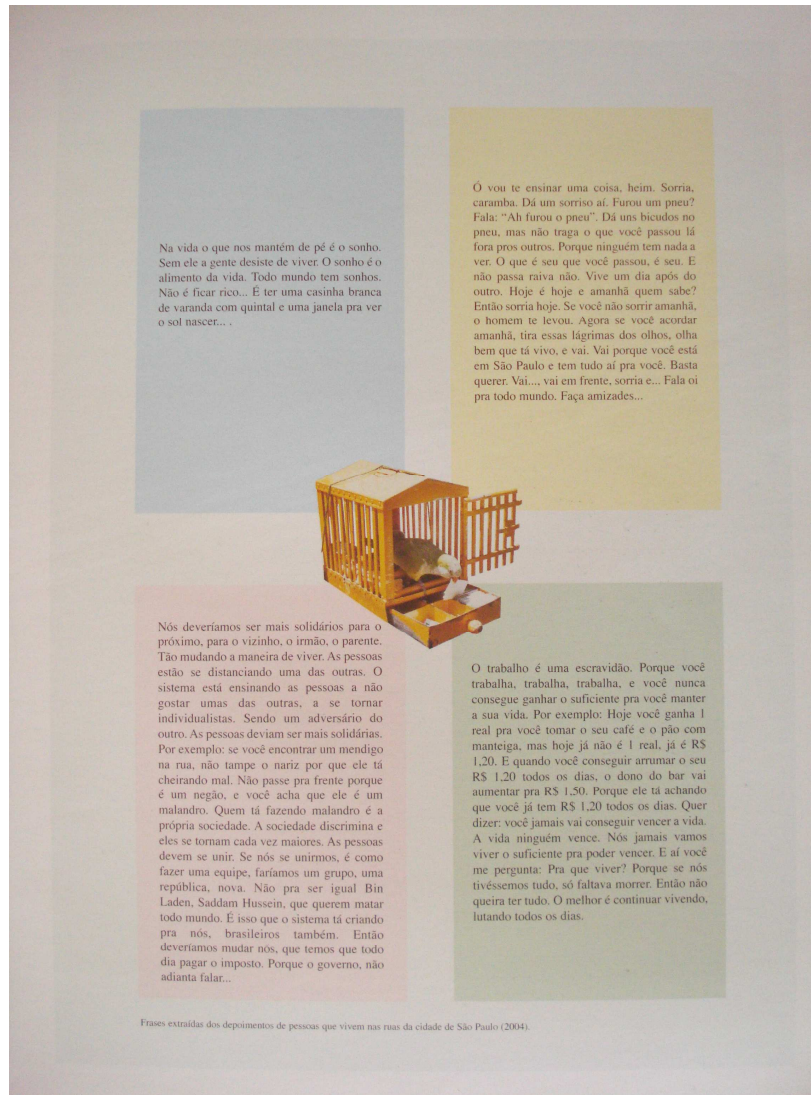 Na vida o que nos mantém de pé é o sonho.
Sem ele a gente desiste de viver. O sonho é o
alimento da vida. Todo mundo tem sonhos.
Não é ficar rico... É ter uma casinha branca
de varanda com quintal e uma janela pra ver
o sol nascer... .
Ó vou te ensinar uma coisa, heim. Sorria,
caramba. Dá um sorriso aí. Furou um pneu?
Fala: “Ah furou o pneu”. Dá uns bicudos no
pneu, mas não traga o que você passou lá
fora pros outros. Porque ninguém tem nada a
ver. O que é seu que você passou, é seu. E
não passa raiva não. Vive um dia após do
outro. Hoje é hoje e amanhã quem sabe?
Então sorria hoje. Se você não sorrir amanhã,
o homem te levou. Agora se você acordar
amanhã, tira essas lágrimas dos olhos, olha
bem que tá vivo, e vai. Vai porque você está
em São Paulo e tem tudo aí pra você. Basta
querer. Vai..., vai em frente, sorria e... Fala oi
pra todo mundo. Faça amizades...
Nós deveríamos ser mais solidários para o
próximo, para o vizinho, o irmão, o parente.
Tão mudando a maneira de viver. As pessoas
estão se distanciando uma das outras. O
sistema está ensinando as pessoas a não
gostar umas das outras, a se tornar
individualistas. Sendo um adversário do
outro. As pessoas deviam ser mais solidárias.
Por exemplo: se você encontrar um mendigo
na rua, não tampe o nariz por que ele tá
cheirando mal. Não passe pra frente porque
é um negão, e você acha que ele é um
malandro. Quem tá fazendo malandro é a
própria sociedade. A sociedade discrimina e
eles se tornam cada vez maiores. As pessoas
devem se unir. Se nós se unirmos, é como
fazer uma equipe, faríamos um grupo, uma
república, nova. Não pra ser igual Bin
Laden, Saddam Hussein, que querem matar
todo mundo. É isso que o sistema tá criando
pra nós, brasileiros também. Então
deveríamos mudar nós, que temos que todo
dia pagar o imposto. Porque o governo, não
adianta falar...
O trabalho é uma escravidão. Porque você
trabalha, trabalha, trabalha, e você nunca
consegue ganhar o suficiente pra você manter
a sua vida. Por exemplo: Hoje você ganha 1
real pra você tomar o seu café e o pão com
manteiga, mas hoje já não é 1 real, já é R$
1,20. E quando você conseguir arrumar o seu
R$ 1,20 todos os dias, o dono do bar vai
aumentar pra R$ 1,50. Porque ele tá achando
que você já tem R$ 1,20 todos os dias. Quer
dizer: você jamais vai conseguir vencer a vida.
A vida ninguém vence. Nós jamais vamos
viver o suficiente pra poder vencer. E aí você
me pergunta: Pra que viver? Porque se nós
tivéssemos tudo, só faltava morrer. Então não
queira ter tudo. O melhor é continuar vivendo,
lutando todos os dias.
Frases extraídas dos depoimentos de pessoas que vivem nas ruas da cidade de São Paulo (2004).